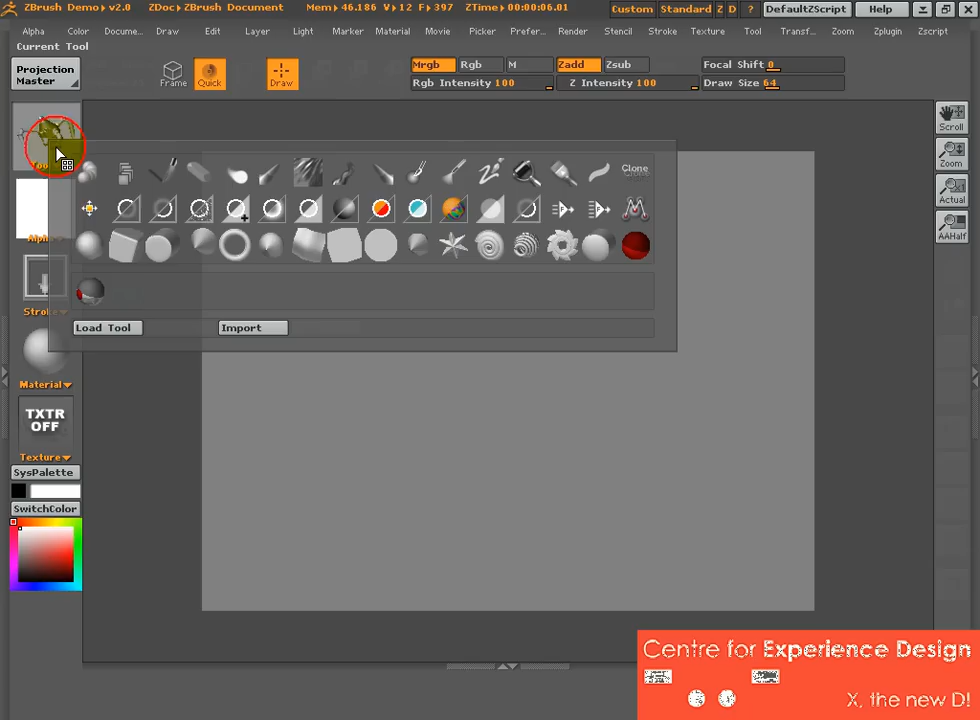 ZBrush Demo v2.0 ZDoc ZBrush Document Mem 46.186 V 12 F 397 ZTime 00:00:06.01 Custom Standard Z D ? DefaultZScript Help
Alpha Color Docume.. Draw Edit Layer Light Marker Material Movie Picker Prefer.. Render Stencil Stroke Texture Tool Transf.. Zoom Zplugin Zscript
Current Tool
Projection Master
Frame Quick Draw
Mrgb Rgb M Zadd Zsub Focal Shift 0
Rgb Intensity 100 Z Intensity 100 Draw Size 64
Scroll
Zoom
Actual
AAHalf
Clone
Load Tool Import
Alpha
Stroke
Material
TXTR OFF
Texture
SysPalette
SwitchColor
Centre for Experience Design
X, the new D!